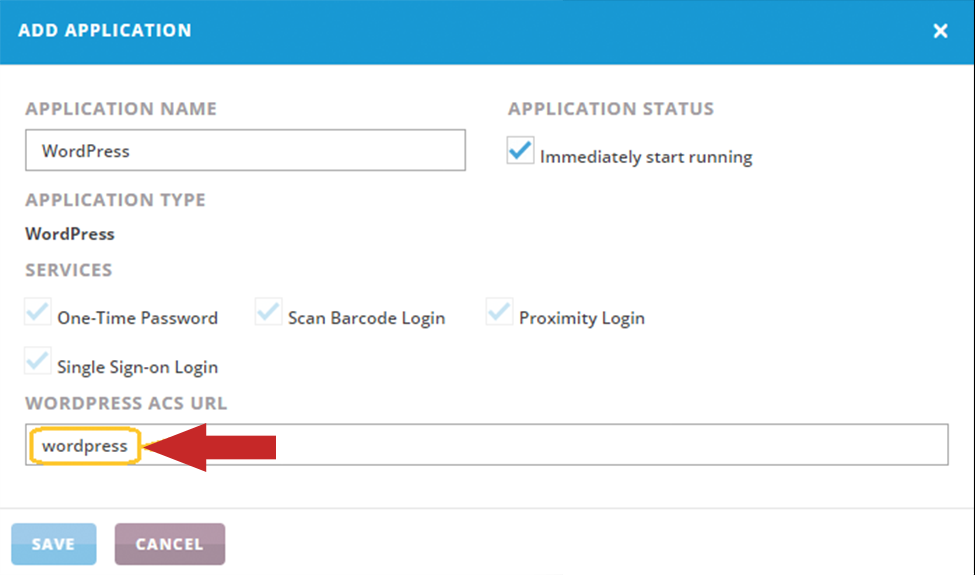 ADD APPLICATION
APPLICATION NAME
APPLICATION STATUS
WordPress
Immediately start running
APPLICATION TYPE
WordPress
SERVICES
One-Time Password
Scan Barcode Login
Proximity Login
Single Sign-on Login
WORDPRESS ACS URL
wordpress
SAVE
CANCEL